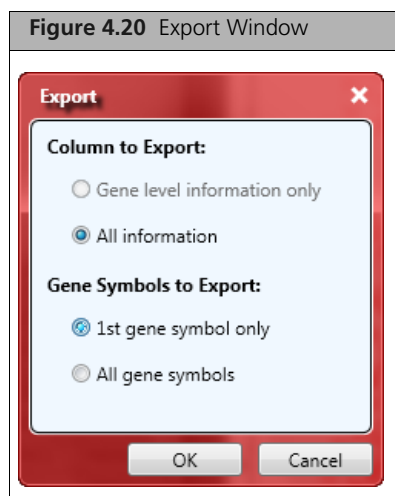 Figure 4.20 Export Window
Export
Column to Export:
Gene level information only
All information
Gene Symbols to Export:
1st gene symbol only
All gene symbols
OK Cancel